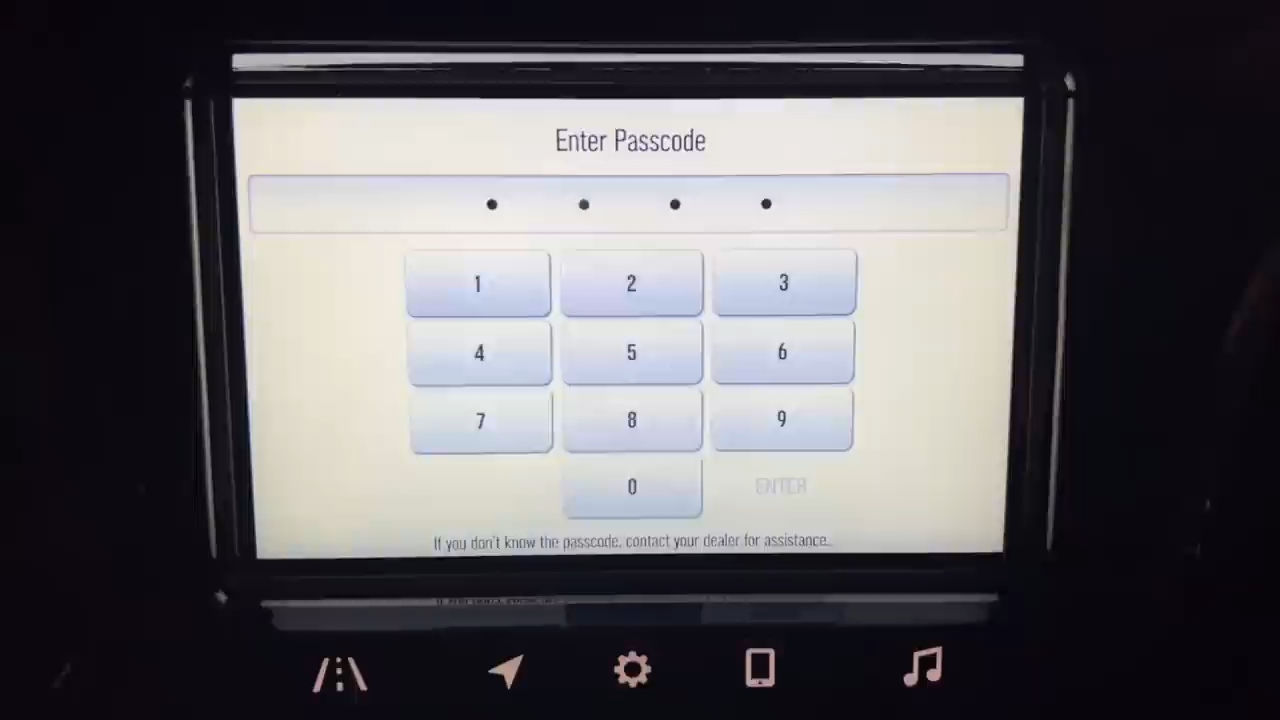 Enter Passcode
1 2 3
4 5 6
7 8 9
0 ENTER
If you don't know the passcode, contact your dealer for assistance.